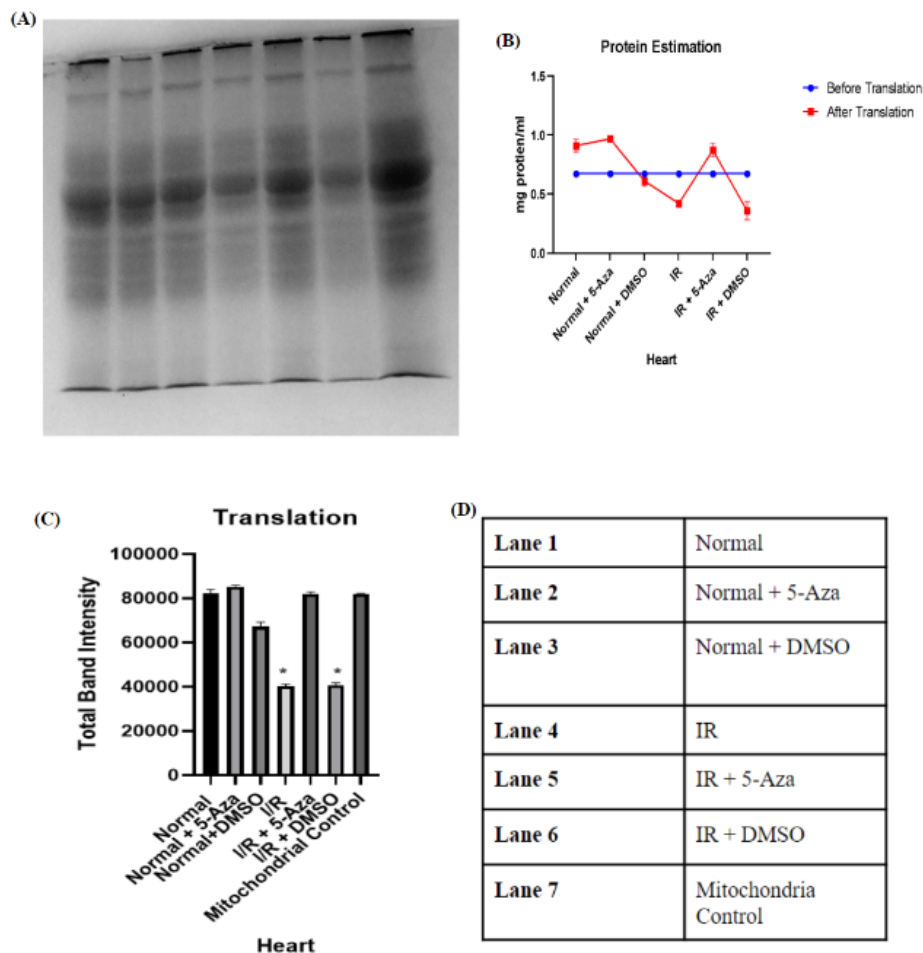 (A)
(B)
Protein Estimation
1.5
1.0
0.5
0.0
mg protien/ml
Before Translation
After Translation
Normal
Normal + 5-Aza
Normal + DMSO
IR
IR + 5-Aza
IR + DMSO
Heart
(C)
Translation
100000
80000
60000
40000
20000
0
Total Band Intensity
*
*
Normal
Normal + 5-Aza
Normal+DMSO
I/R
I/R + 5-Aza
I/R + DMSO
Mitochondrial Control
Heart
(D)
Lane 1 Normal
Lane 2 Normal + 5-Aza
Lane 3 Normal + DMSO
Lane 4 IR
Lane 5 IR + 5-Aza
Lane 6 IR + DMSO
Lane 7 Mitochondria
Control